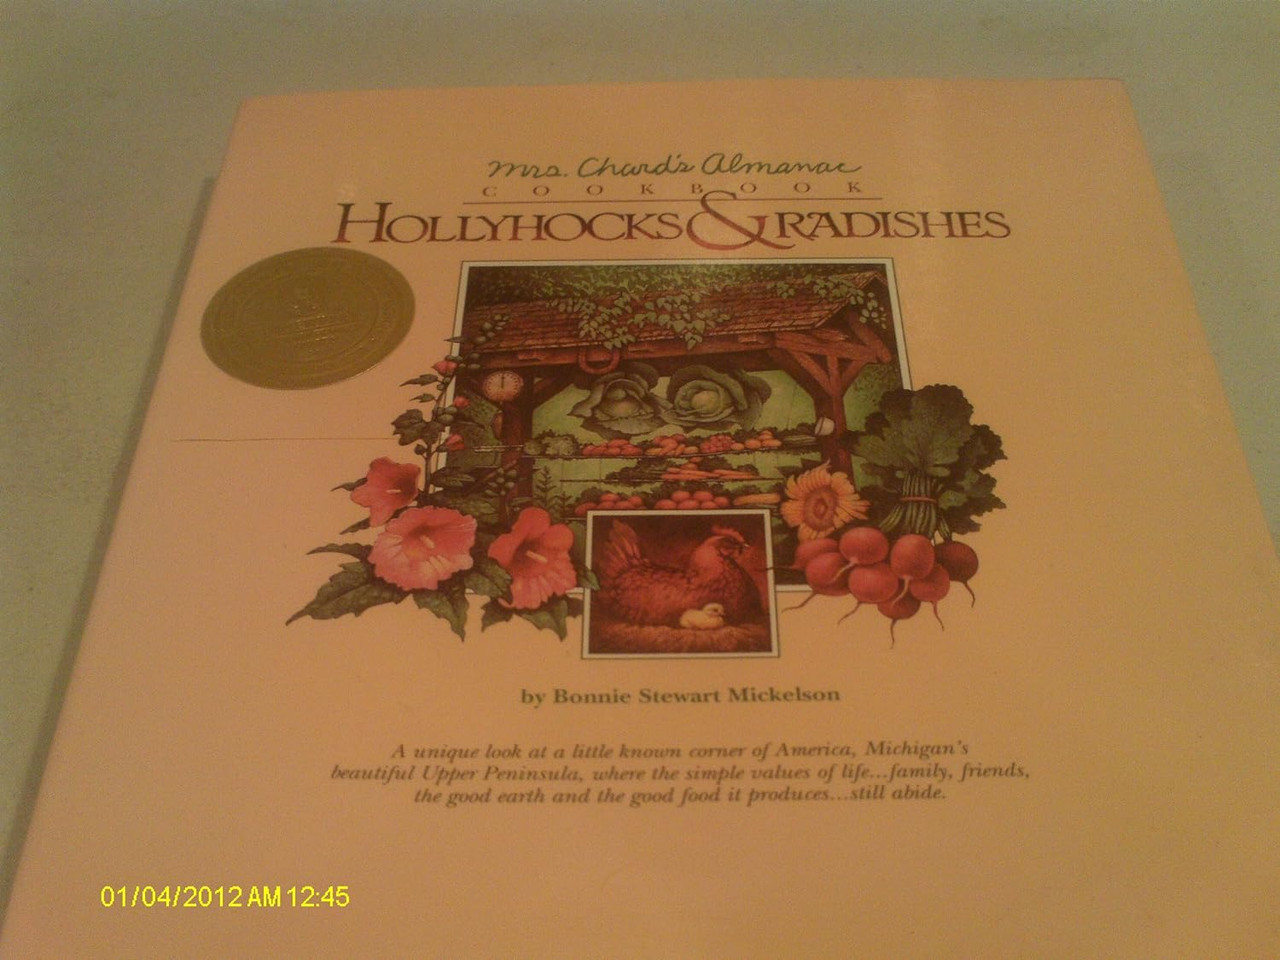 Mrs. Chard's Almanac
COOKBOOK
HOLLYHOCKS & RADISHES
by Bonnie Stewart Mickelson
A unique look at a little known corner of America, Michigan's
beautiful Upper Peninsula, where the simple values of life...family, friends,
the good earth and the good food it produces...still abide.
01/04/2012 AM 12:45